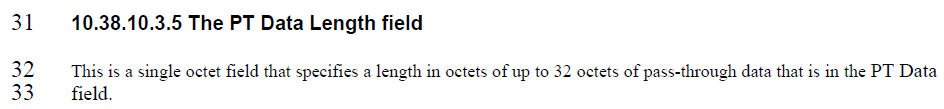 31 10.38.10.3.5 The PT Data Length field
32 This is a single octet field that specifies a length in octets of up to 32 octets of pass-through data that is in the PT Data
33 field.